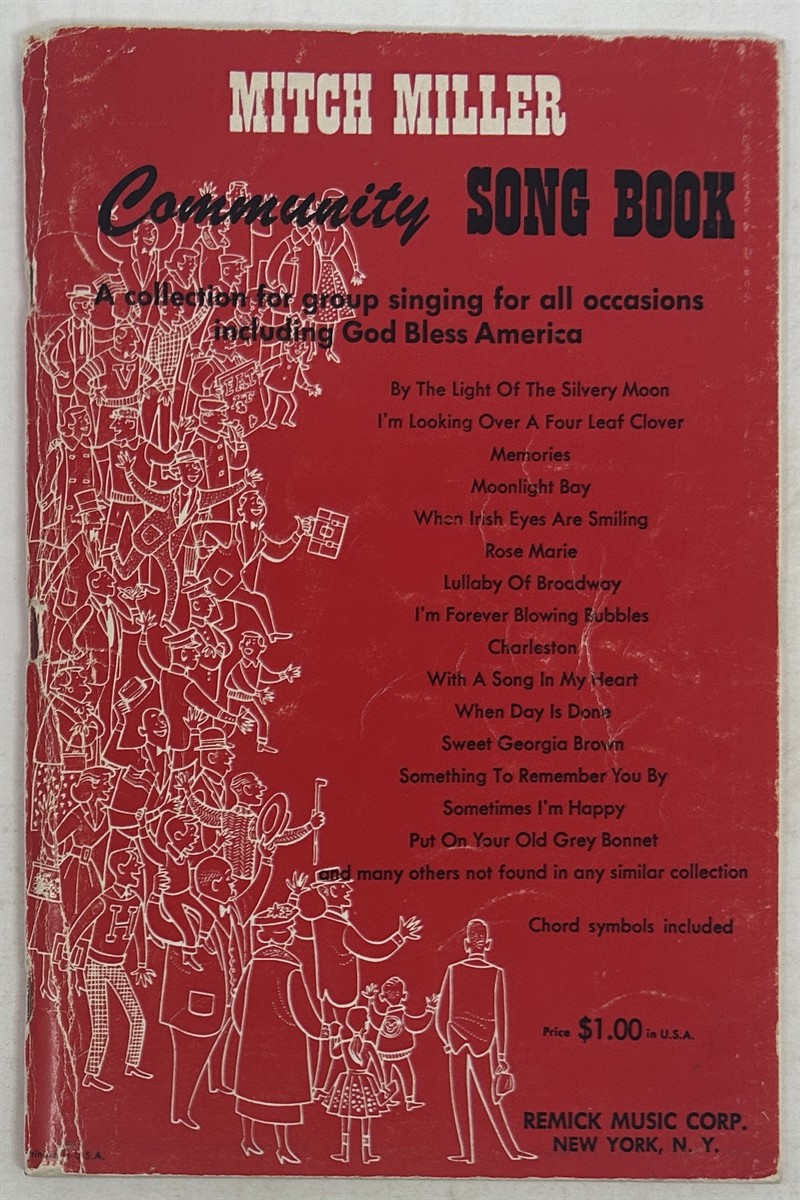 MITCH MILLER
Community SONG BOOK
A collection for group singing for all occasions
including God Bless America
By The Light Of The Silvery Moon
I'm Looking Over A Four Leaf Clover
Memories
Moonlight Bay
When Irish Eyes Are Smiling
Rose Marie
Lullaby Of Broadway
I'm Forever Blowing Bubbles
Charleston
With A Song In My Heart
When Day Is Done
Sweet Georgia Brown
Something To Remember You By
Sometimes I'm Happy
Put On Your Old Grey Bonnet
and many others not found in any similar collection
Chord symbols included
Price $1.00 in U.S.A.
REMICK MUSIC CORP.
NEW YORK, N. Y.
Printed in U.S.A.
V
EAT
H